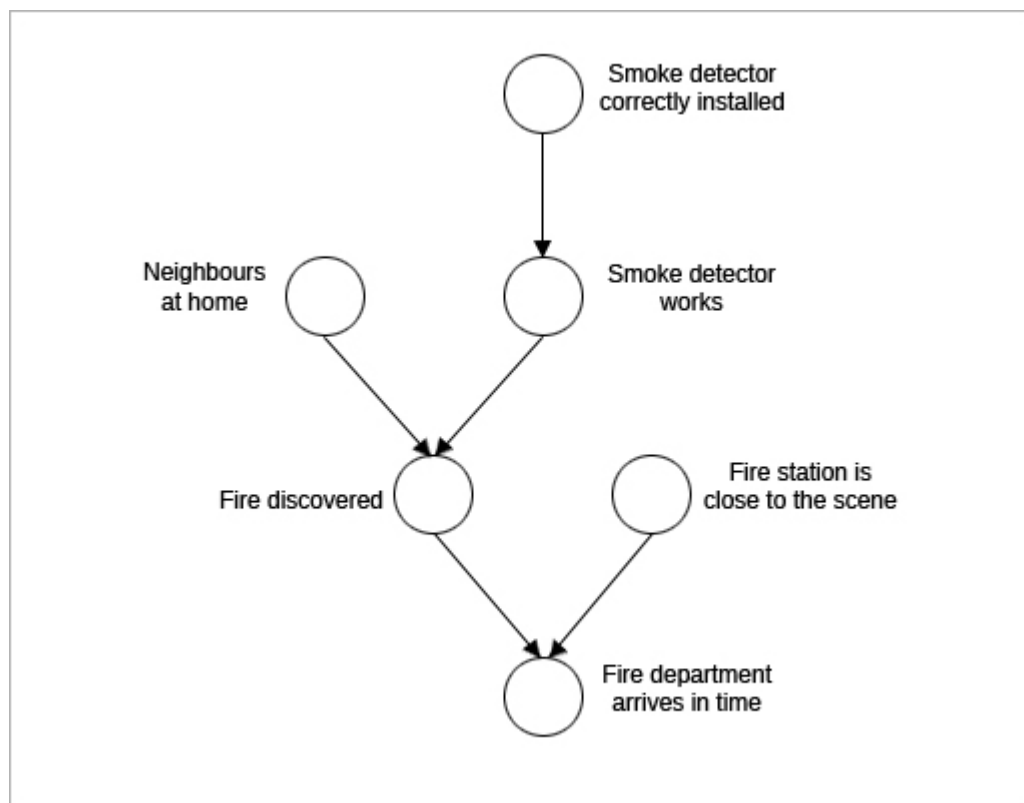 Smoke detector
correctly installed
Neighbours
at home
Smoke detector
works
Fire discovered
Fire station is
close to the scene
Fire department
arrives in time